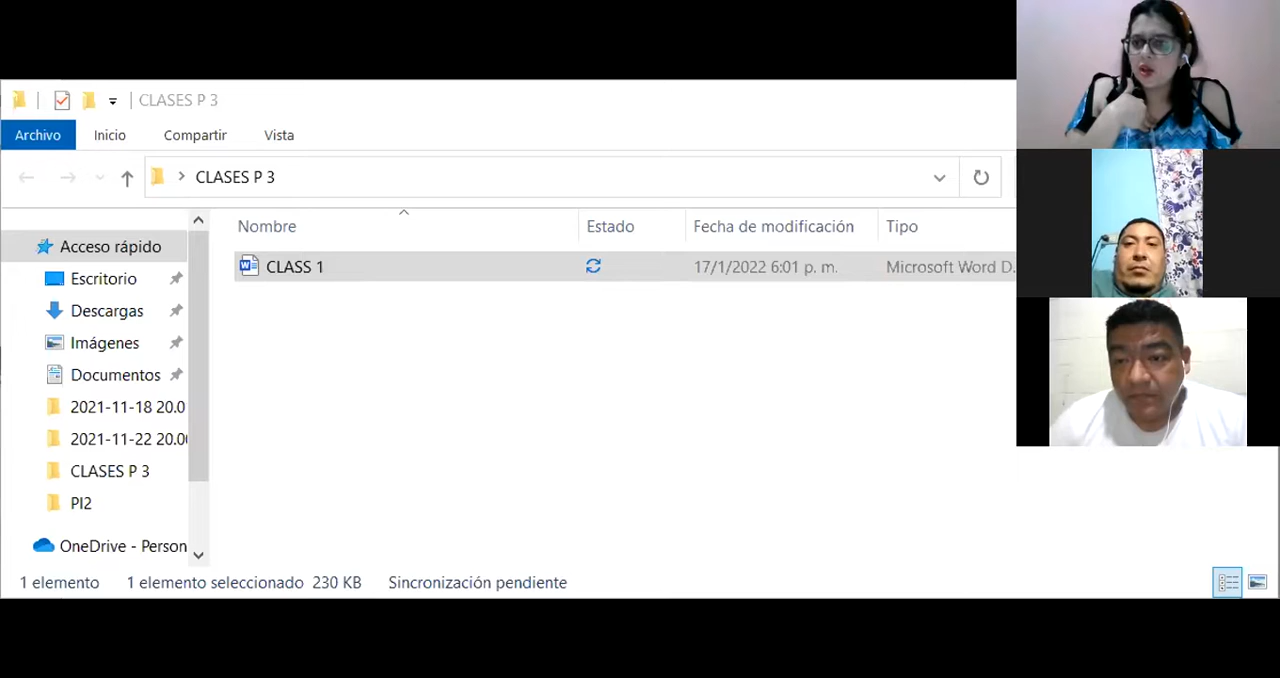 CLASES P 3
Archivo Inicio Compartir Vista
CLASES P 3
Nombre Estado Fecha de modificación Tipo
CLASS 1 17/1/2022 6:01 p. m. Microsoft Word D...
Acceso rápido
Escritorio
Descargas
Imágenes
Documentos
2021-11-18 20.0
2021-11-22 20.0
CLASES P 3
PI2
OneDrive - Person
1 elemento 1 elemento seleccionado 230 KB Sincronización pendiente